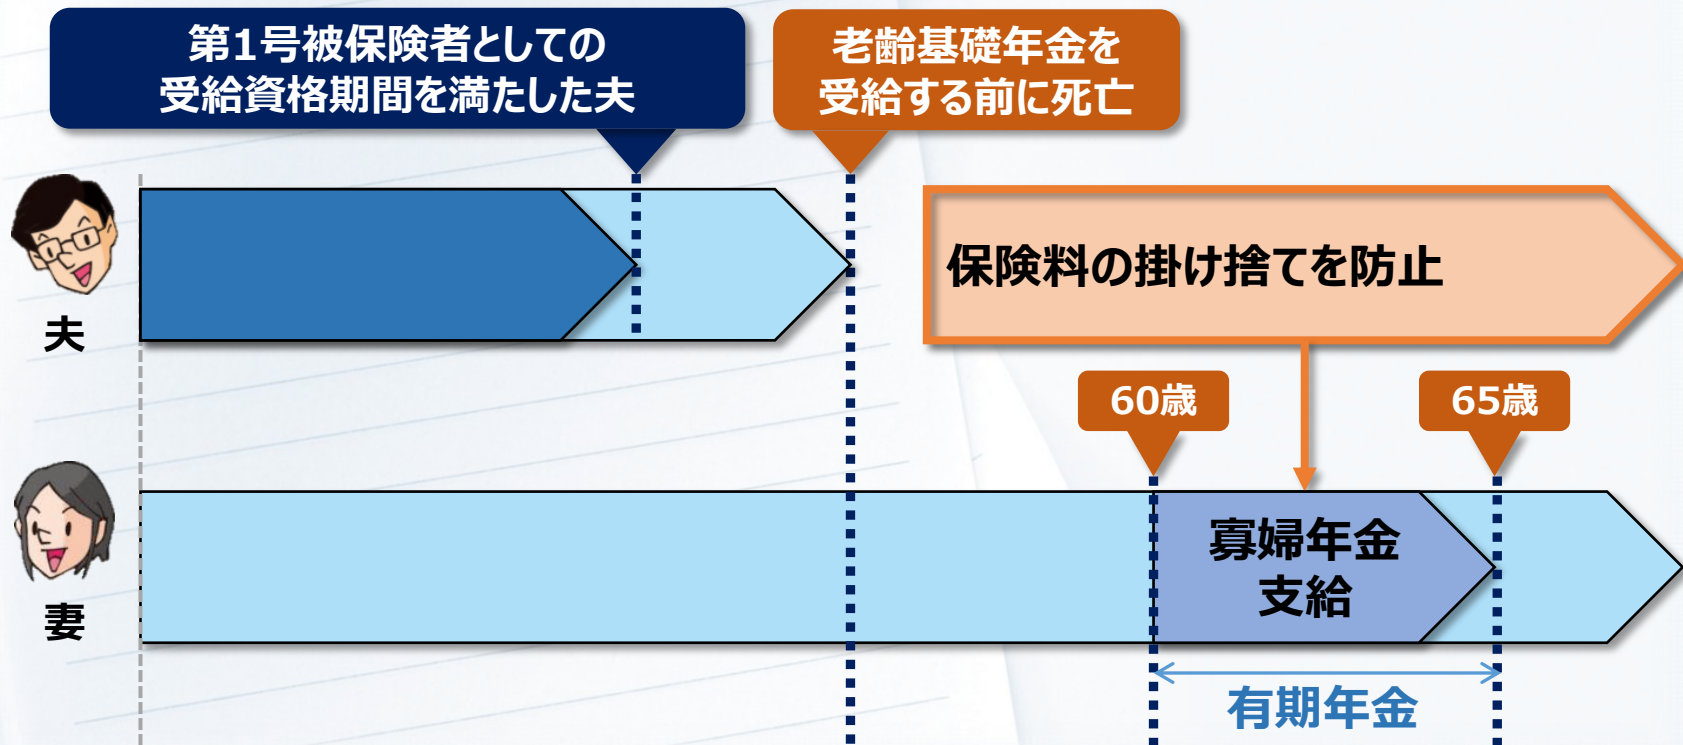 第1号被保険者としての
受給資格期間を満たした夫
老齢基礎年金を
受給する前に死亡
夫
保険料の掛け捨てを防止
60歳
65歳
妻
寡婦年金
支給
有期年金